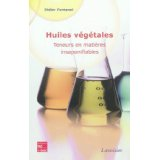 Didier Fontanel
Huiles végétales
Teneurs en matières
insaponifiables
Lavoisier